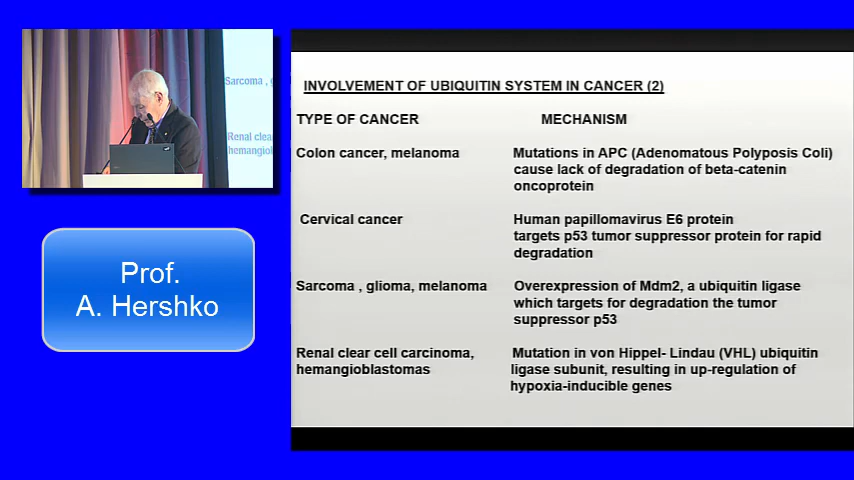 Sarcoma , g
Renal clea
hemangiobl
Prof.
A. Hershko
INVOLVEMENT OF UBIQUITIN SYSTEM IN CANCER (2)
TYPE OF CANCER MECHANISM
Colon cancer, melanoma Mutations in APC (Adenomatous Polyposis Coli)
cause lack of degradation of beta-catenin
oncoprotein
Cervical cancer Human papillomavirus E6 protein
targets p53 tumor suppressor protein for rapid
degradation
Sarcoma , glioma, melanoma Overexpression of Mdm2, a ubiquitin ligase
which targets for degradation the tumor
suppressor p53
Renal clear cell carcinoma, Mutation in von Hippel- Lindau (VHL) ubiquitin
hemangioblastomas ligase subunit, resulting in up-regulation of
hypoxia-inducible genes